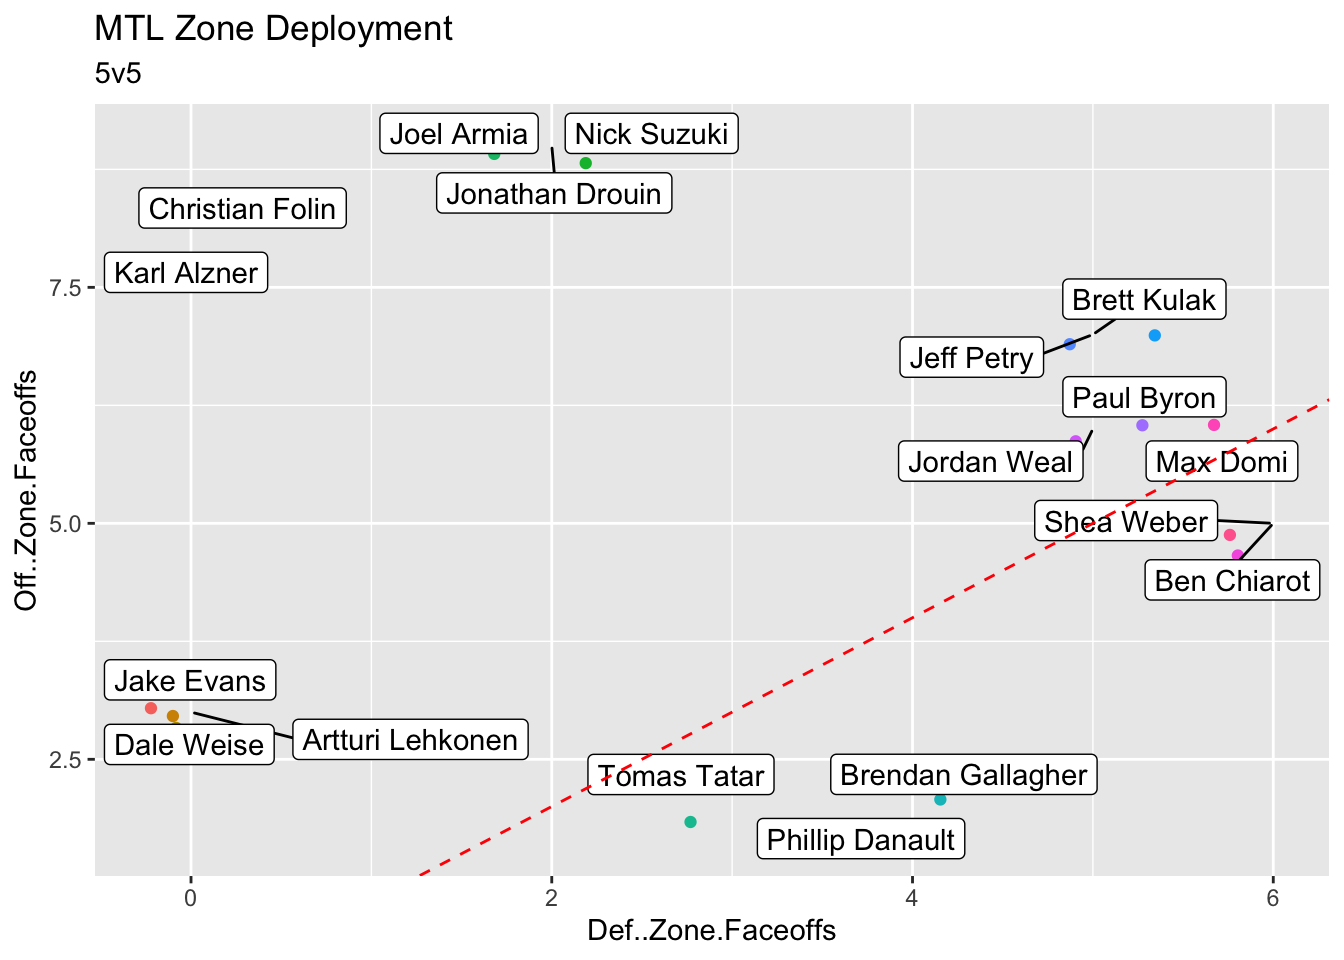 MTL Zone Deployment
5v5
Joel Armia
Nick Suzuki
Jonathan Drouin
Christian Folin
Karl Alzner
Brett Kulak
Jeff Petry
Paul Byron
Jordan Weal
Max Domi
Shea Weber
Ben Chiarot
Jake Evans
Dale Weise
Artturi Lehkonen
Tomas Tatar
Brendan Gallagher
Phillip Danault
7.5
5.0
2.5
Off..Zone.Faceoffs
0
2
4
6
Def..Zone.Faceoffs